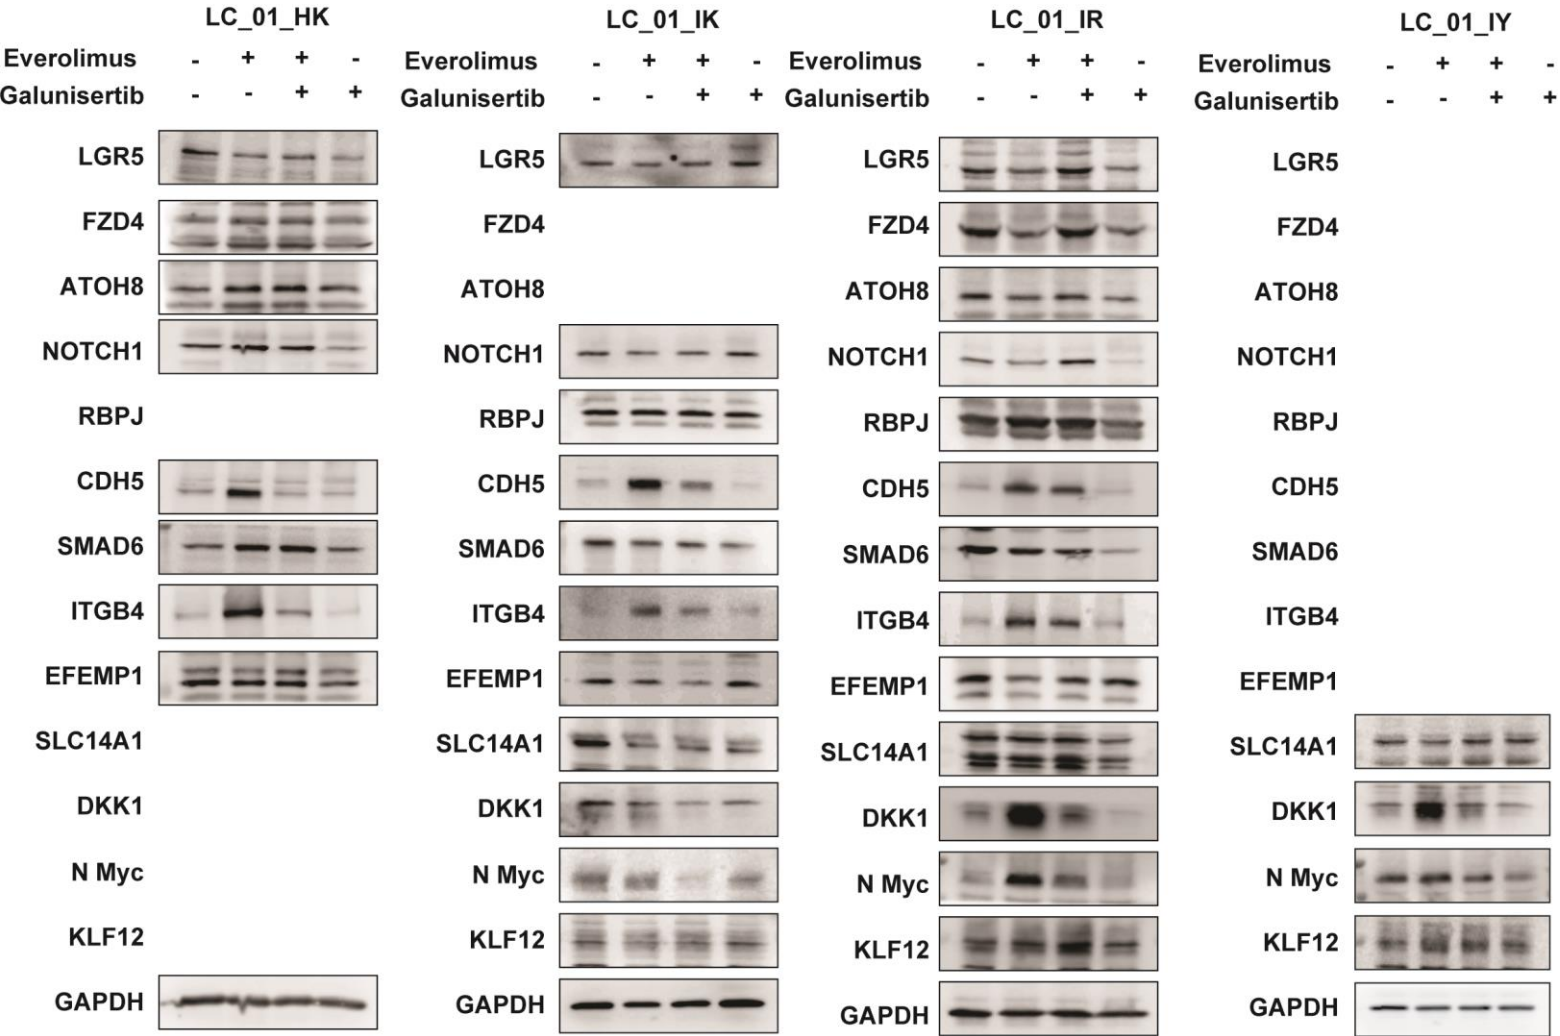 LC_01_HK
Everolimus - + + -
Galunisertib - - + +
LGR5
FZD4
ATOH8
NOTCH1
RBPJ
CDH5
SMAD6
ITGB4
EFEMP1
SLC14A1
DKK1
N Myc
KLF12
GAPDH
LC_01_IK
Everolimus - + + -
Galunisertib - - + +
LGR5
FZD4
ATOH8
NOTCH1
RBPJ
CDH5
SMAD6
ITGB4
EFEMP1
SLC14A1
DKK1
N Myc
KLF12
GAPDH
LC_01_IR
Everolimus - + + -
Galunisertib - - + +
LGR5
FZD4
ATOH8
NOTCH1
RBPJ
CDH5
SMAD6
ITGB4
EFEMP1
SLC14A1
DKK1
N Myc
KLF12
GAPDH
LC_01_IY
Everolimus - + + -
Galunisertib - - + +
LGR5
FZD4
ATOH8
NOTCH1
RBPJ
CDH5
SMAD6
ITGB4
EFEMP1
SLC14A1
DKK1
N Myc
KLF12
GAPDH